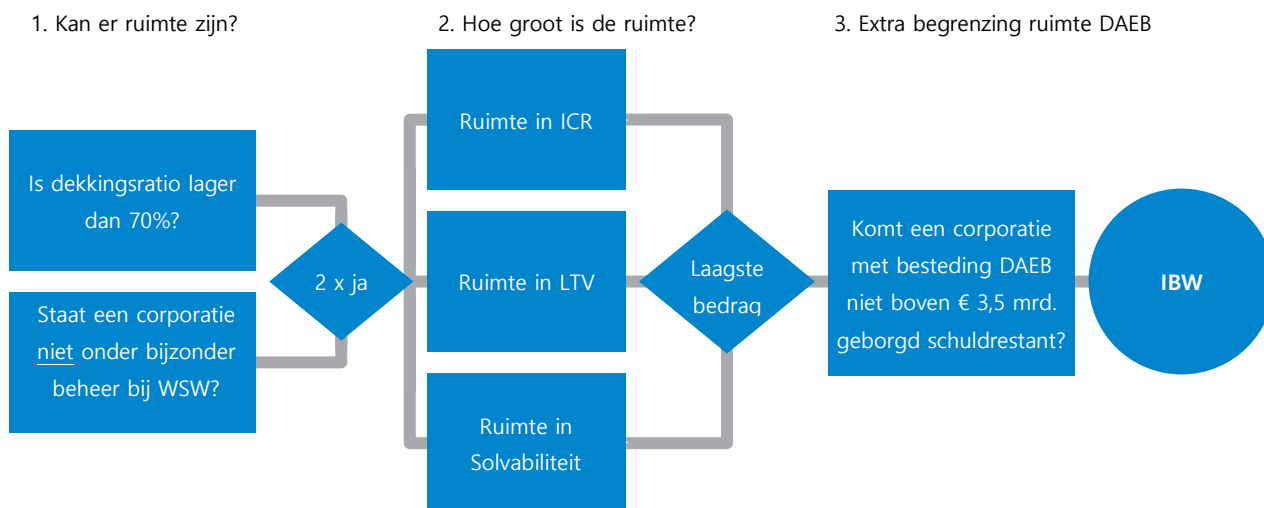 1. Kan er ruimte zijn?
2. Hoe groot is de ruimte?
3. Extra begrenzing ruimte DAEB
Is dekkingsratio lager
dan 70%?
Staat een corporatie
niet onder bijzonder
beheer bij WSW?
2 x ja
Ruimte in ICR
Ruimte in LTV
Ruimte in
Solvabiliteit
Laagste
bedrag
Komt een corporatie
met besteding DAEB
niet boven € 3,5 mrd.
geborgd schuldrestant?
IBW